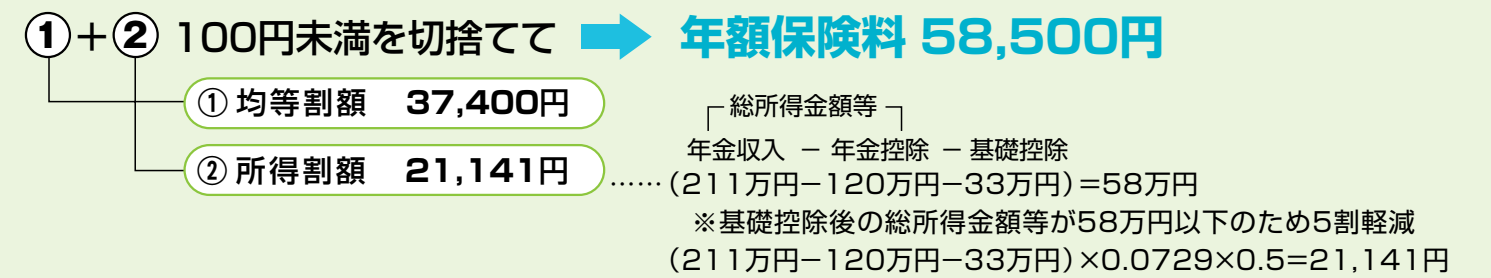 ①＋② 100円未満を切捨てて ➡ 年額保険料 58,500円
① 均等割額 37,400円
┌ 総所得金額等 ┐
年金収入 － 年金控除 － 基礎控除
② 所得割額 21,141円 ……（211万円−120万円−33万円）＝58万円
※基礎控除後の総所得金額等が58万円以下のため5割軽減
（211万円−120万円−33万円）×0.0729×0.5=21,141円